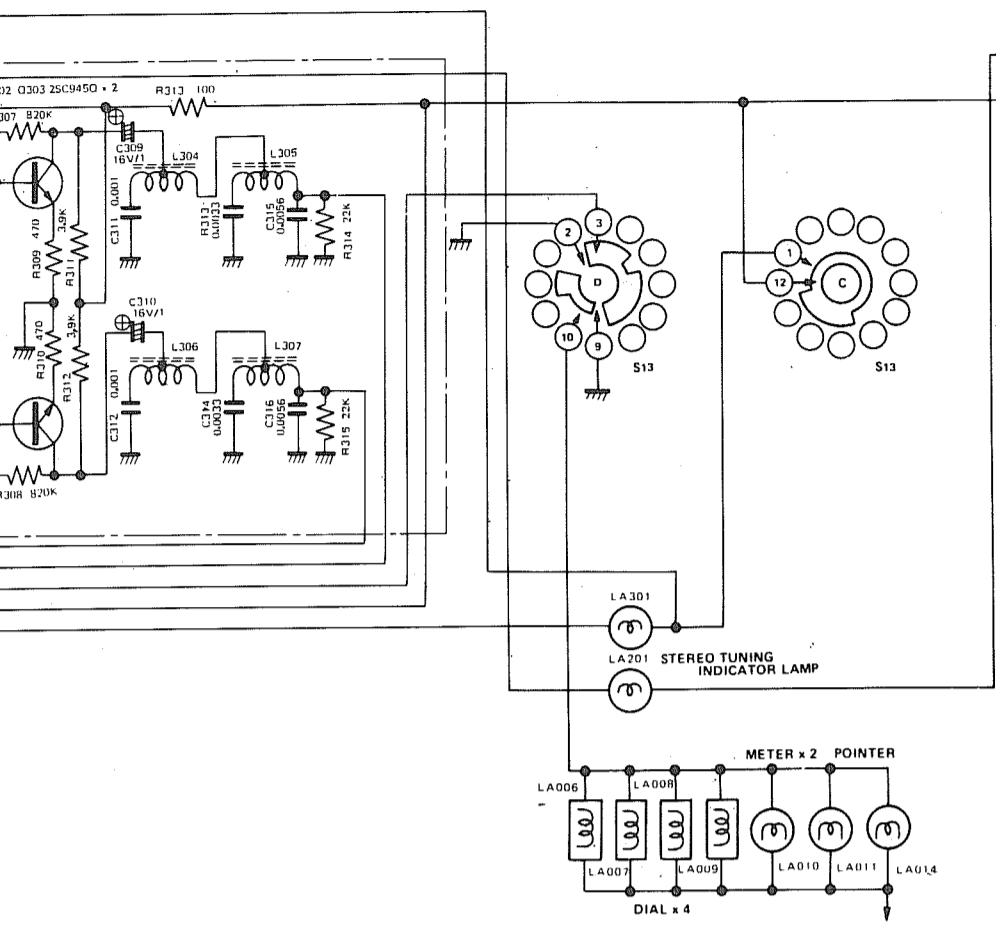 02 Q303 2SC945Q × 2
R313 100
307 820K
C309
16V/1
L304
L305
C311 0.001
R313 0.0033
C315 0.0056
R314 22K
R309 470
3.9K
R311
2
3
D
10
9
S13
1
12
C
S13
C310
16V/1
3.9K
R310 470
R312
L306
L307
C312 0.001
C314 0.0033
C316 0.0056
R315 22K
R308 820K
LA301
LA201 STEREO TUNING
INDICATOR LAMP
METER x 2 POINTER
LA006
LA008
LA007
LA009
LA010
LA011
LA014
DIAL x 4